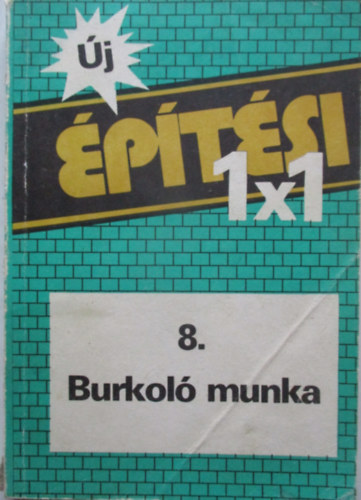 Új
ÉPÍTÉSI
1x1
8.
Burkoló munka